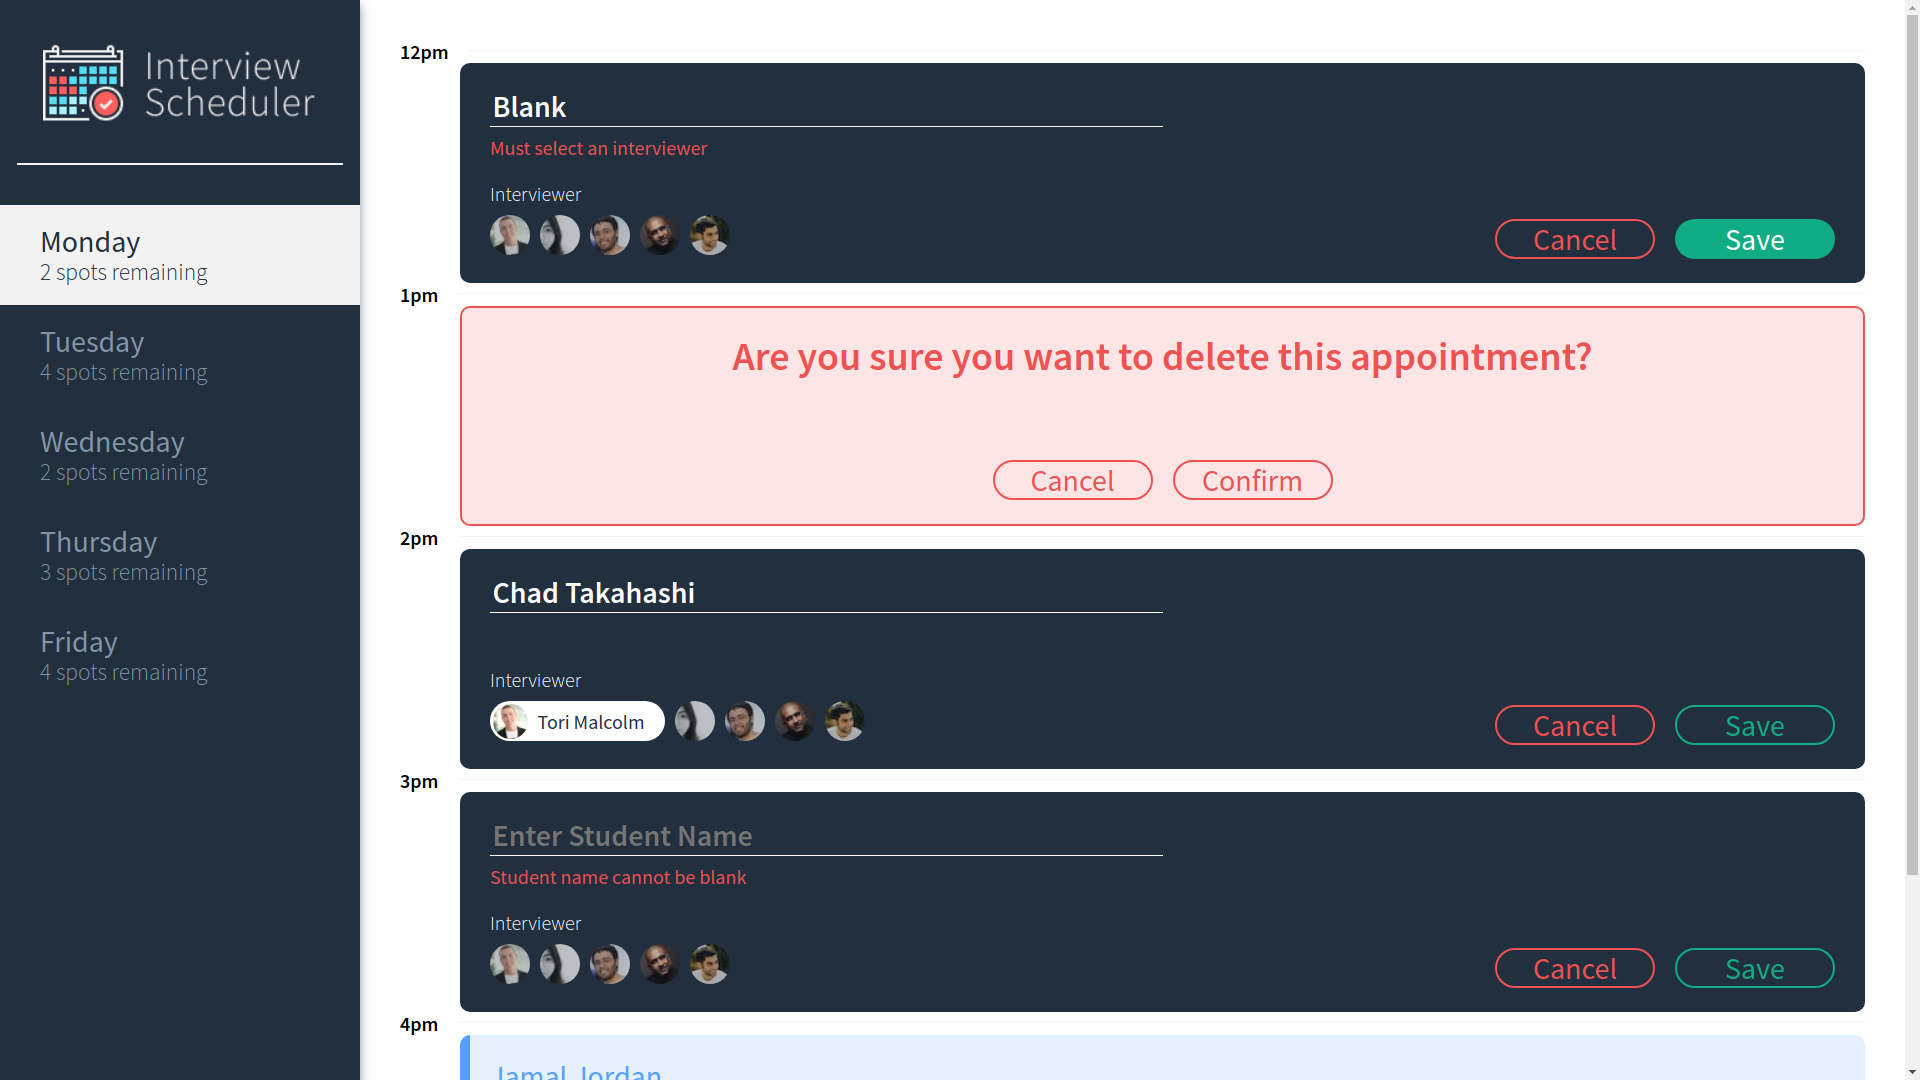 Interview
Scheduler
Monday
2 spots remaining
Tuesday
4 spots remaining
Wednesday
2 spots remaining
Thursday
3 spots remaining
Friday
4 spots remaining
12pm
Blank
Must select an interviewer
Interviewer
Cancel Save
1pm
Are you sure you want to delete this appointment?
Cancel Confirm
2pm
Chad Takahashi
Interviewer
Tori Malcolm
Cancel Save
3pm
Enter Student Name
Student name cannot be blank
Interviewer
Cancel Save
4pm
Jamal Jordan